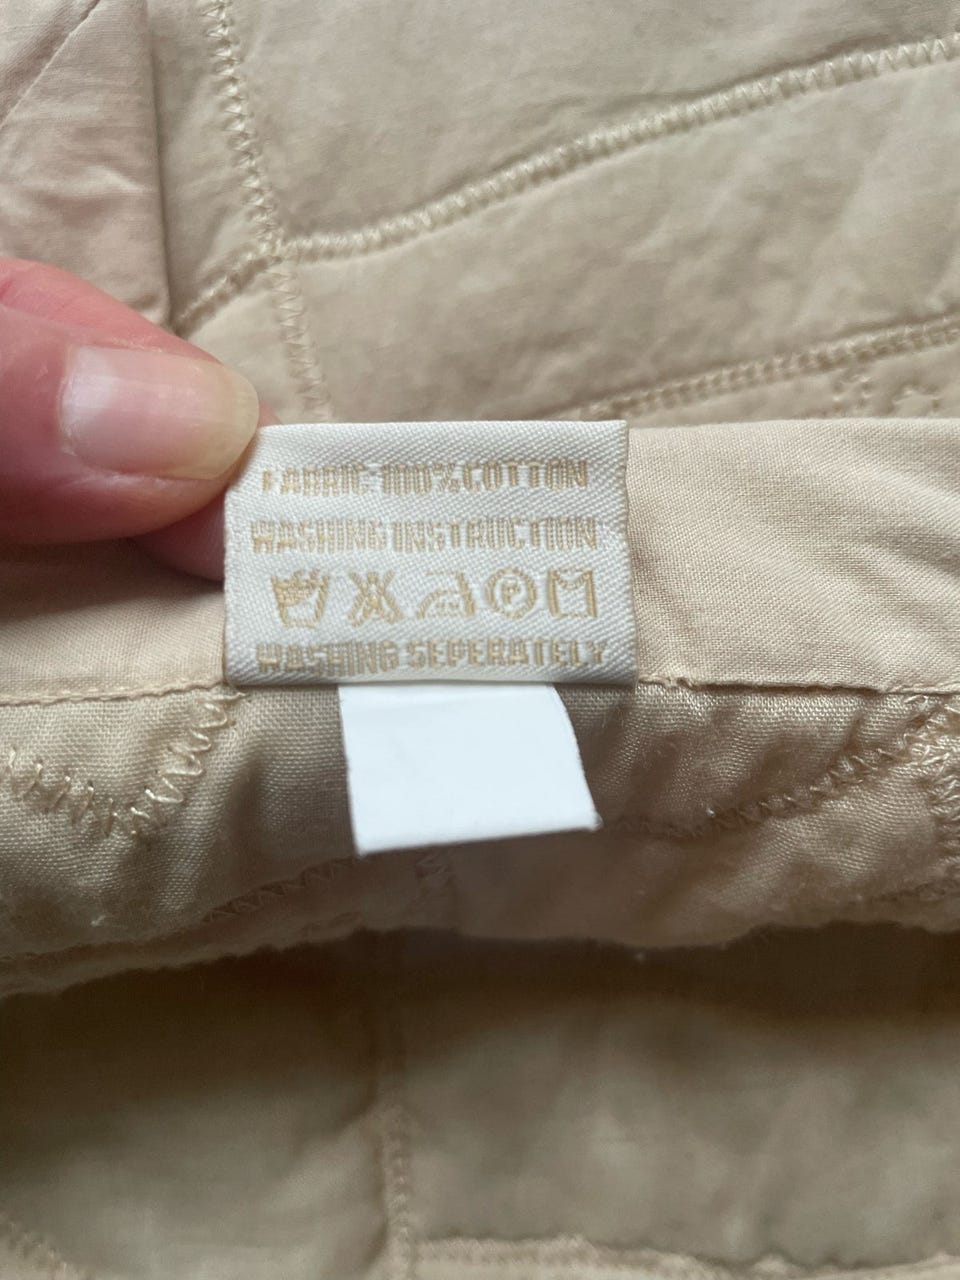 FABRIC: 100% COTTON
WASHING INSTRUCTION
P
WASHING SEPERATELY